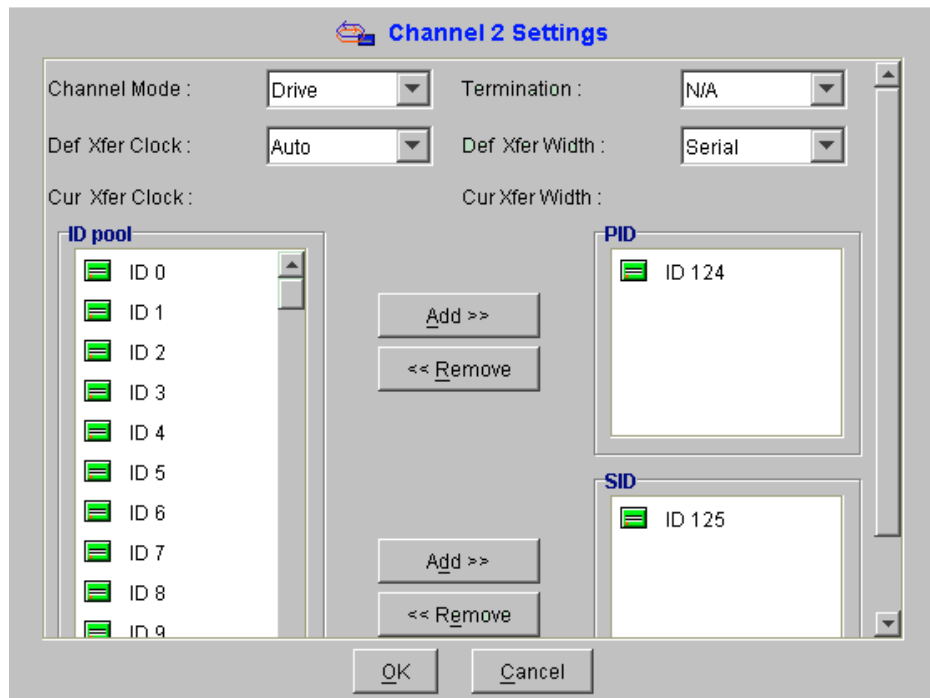 Channel 2 Settings
Channel Mode : Drive Termination : N/A
Def Xfer Clock : Auto Def Xfer Width : Serial
Cur Xfer Clock : Cur Xfer Width :
ID pool
ID 0
ID 1
ID 2
ID 3
ID 4
ID 5
ID 6
ID 7
ID 8
ID 9
Add >>
<< Remove
PID
ID 124
Add >>
<< Remove
SID
ID 125
OK Cancel